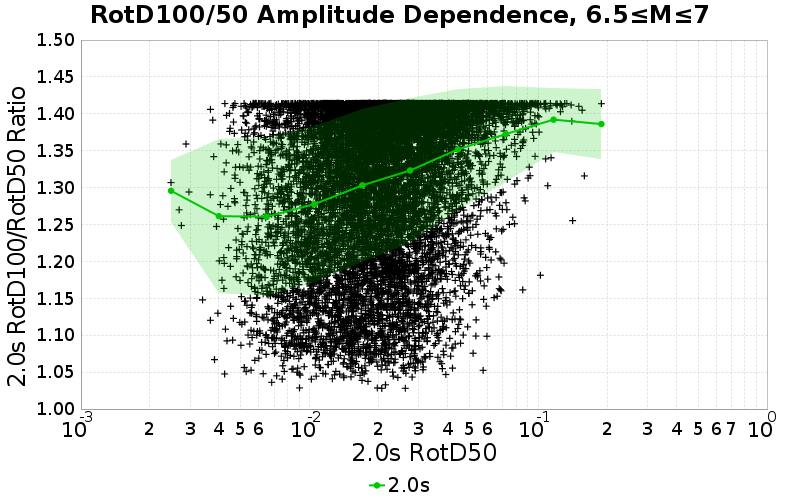 RotD100/50 Amplitude Dependence, 6.5≤M≤7
2.0s RotD100/RotD50 Ratio
1.50
1.45
1.40
1.35
1.30
1.25
1.20
1.15
1.10
1.05
1.00
10-3 2 3 4 5 6 10-2 2 3 4 5 6 10-1 2 3 4 5 6 7 100
2.0s RotD50
2.0s